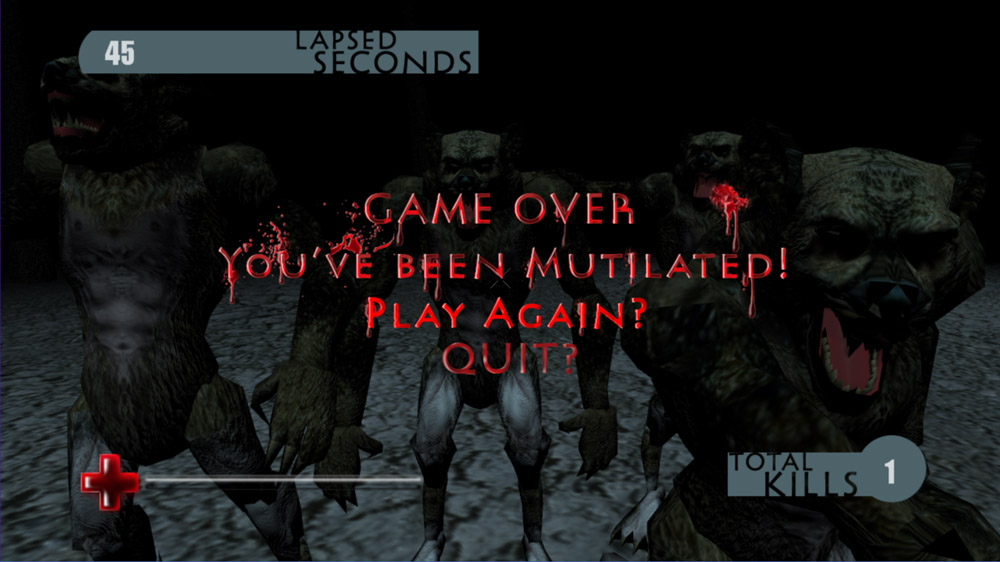 45
LAPSED
SECONDS
GAME OVER
YOU'VE BEEN MUTILATED!
PLAY AGAIN?
QUIT?
TOTAL
KILLS
1